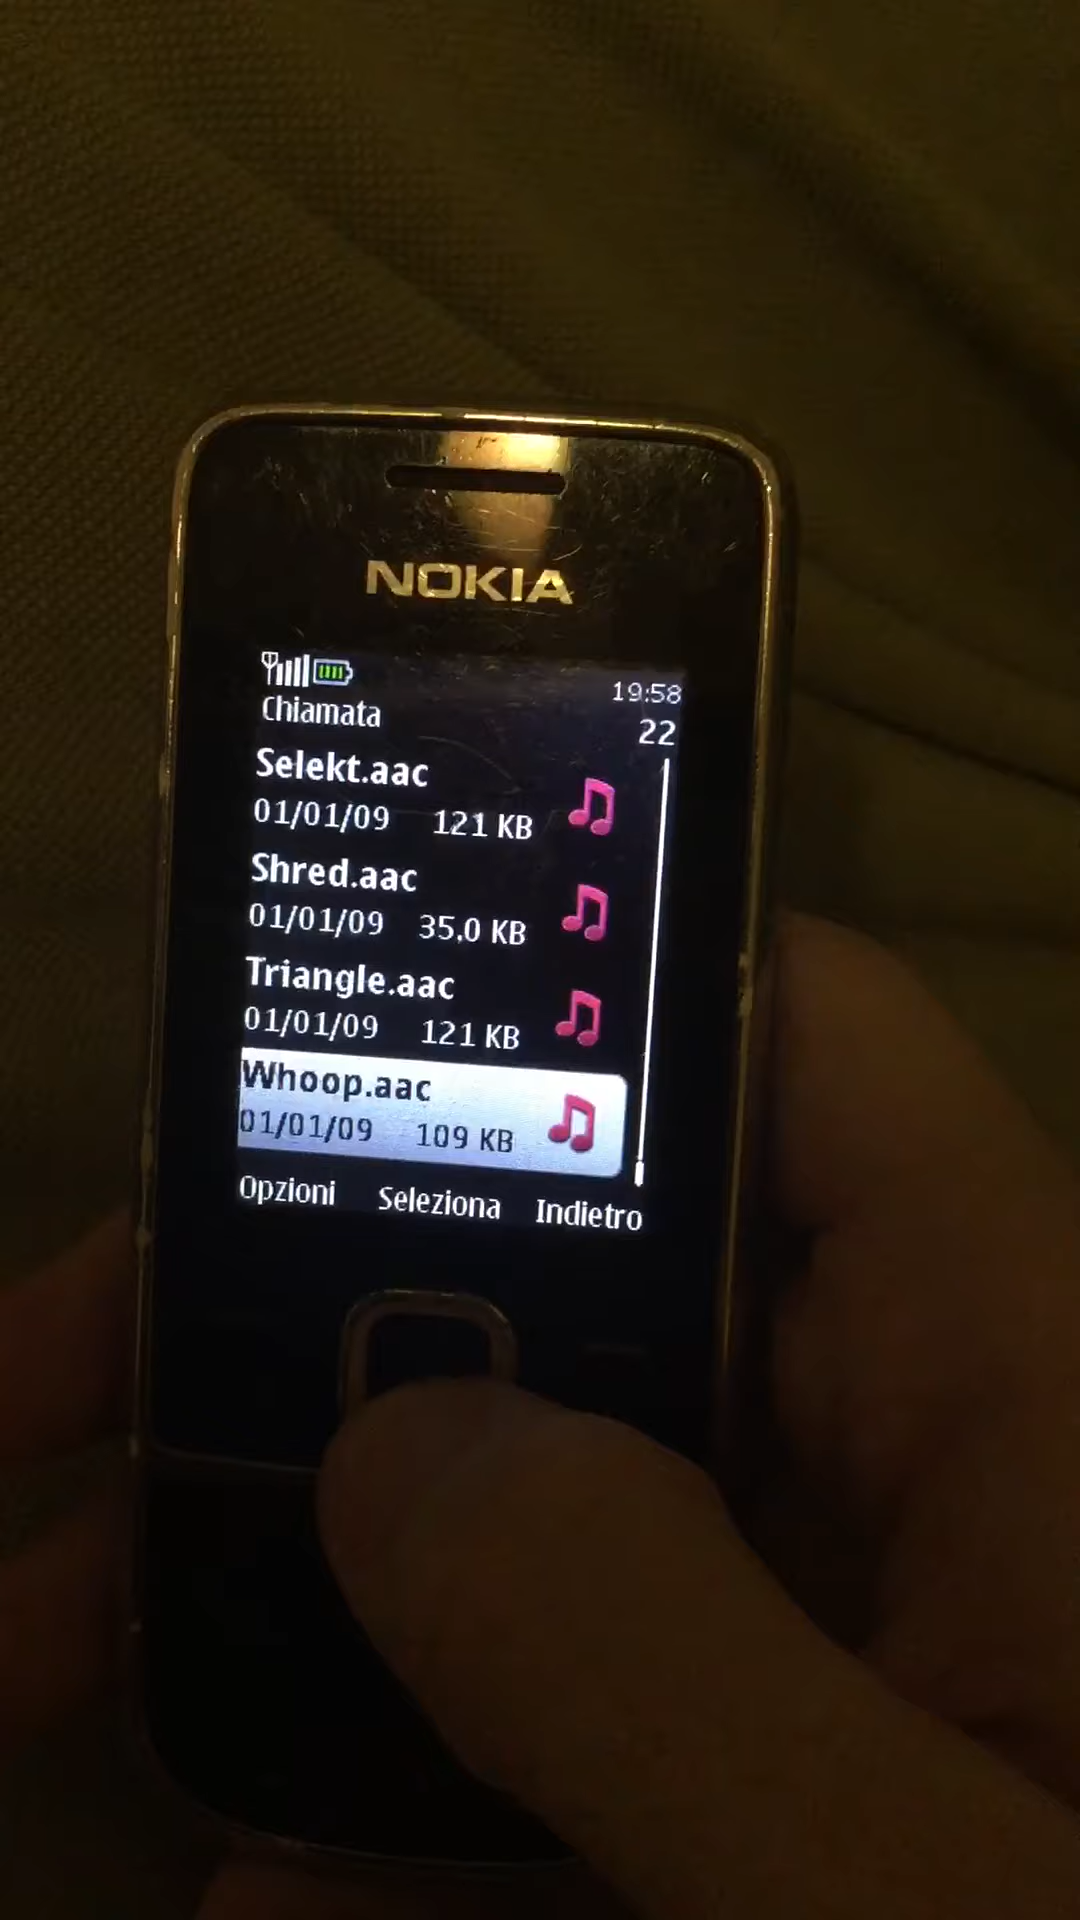 NOKIA
19:58
Chiamata
22
Selekt.aac
01/01/09 121 KB
Shred.aac
01/01/09 35,0 KB
Triangle.aac
01/01/09 121 KB
Whoop.aac
01/01/09 109 KB
Opzioni Seleziona Indietro